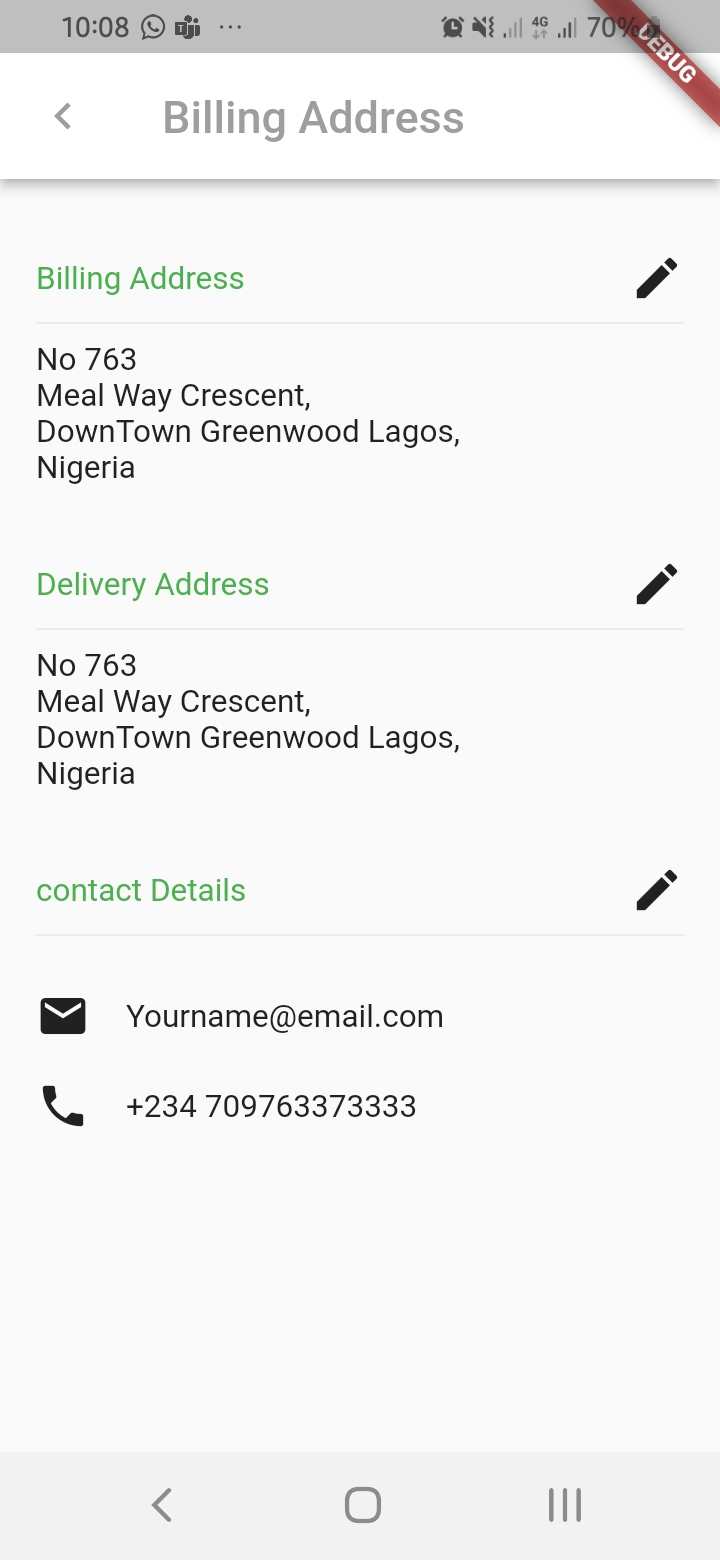 10:08
4G
70%
DEBUG
Billing Address
Billing Address
No 763
Meal Way Crescent,
DownTown Greenwood Lagos,
Nigeria
Delivery Address
No 763
Meal Way Crescent,
DownTown Greenwood Lagos,
Nigeria
contact Details
Yourname@email.com
+234 709763373333